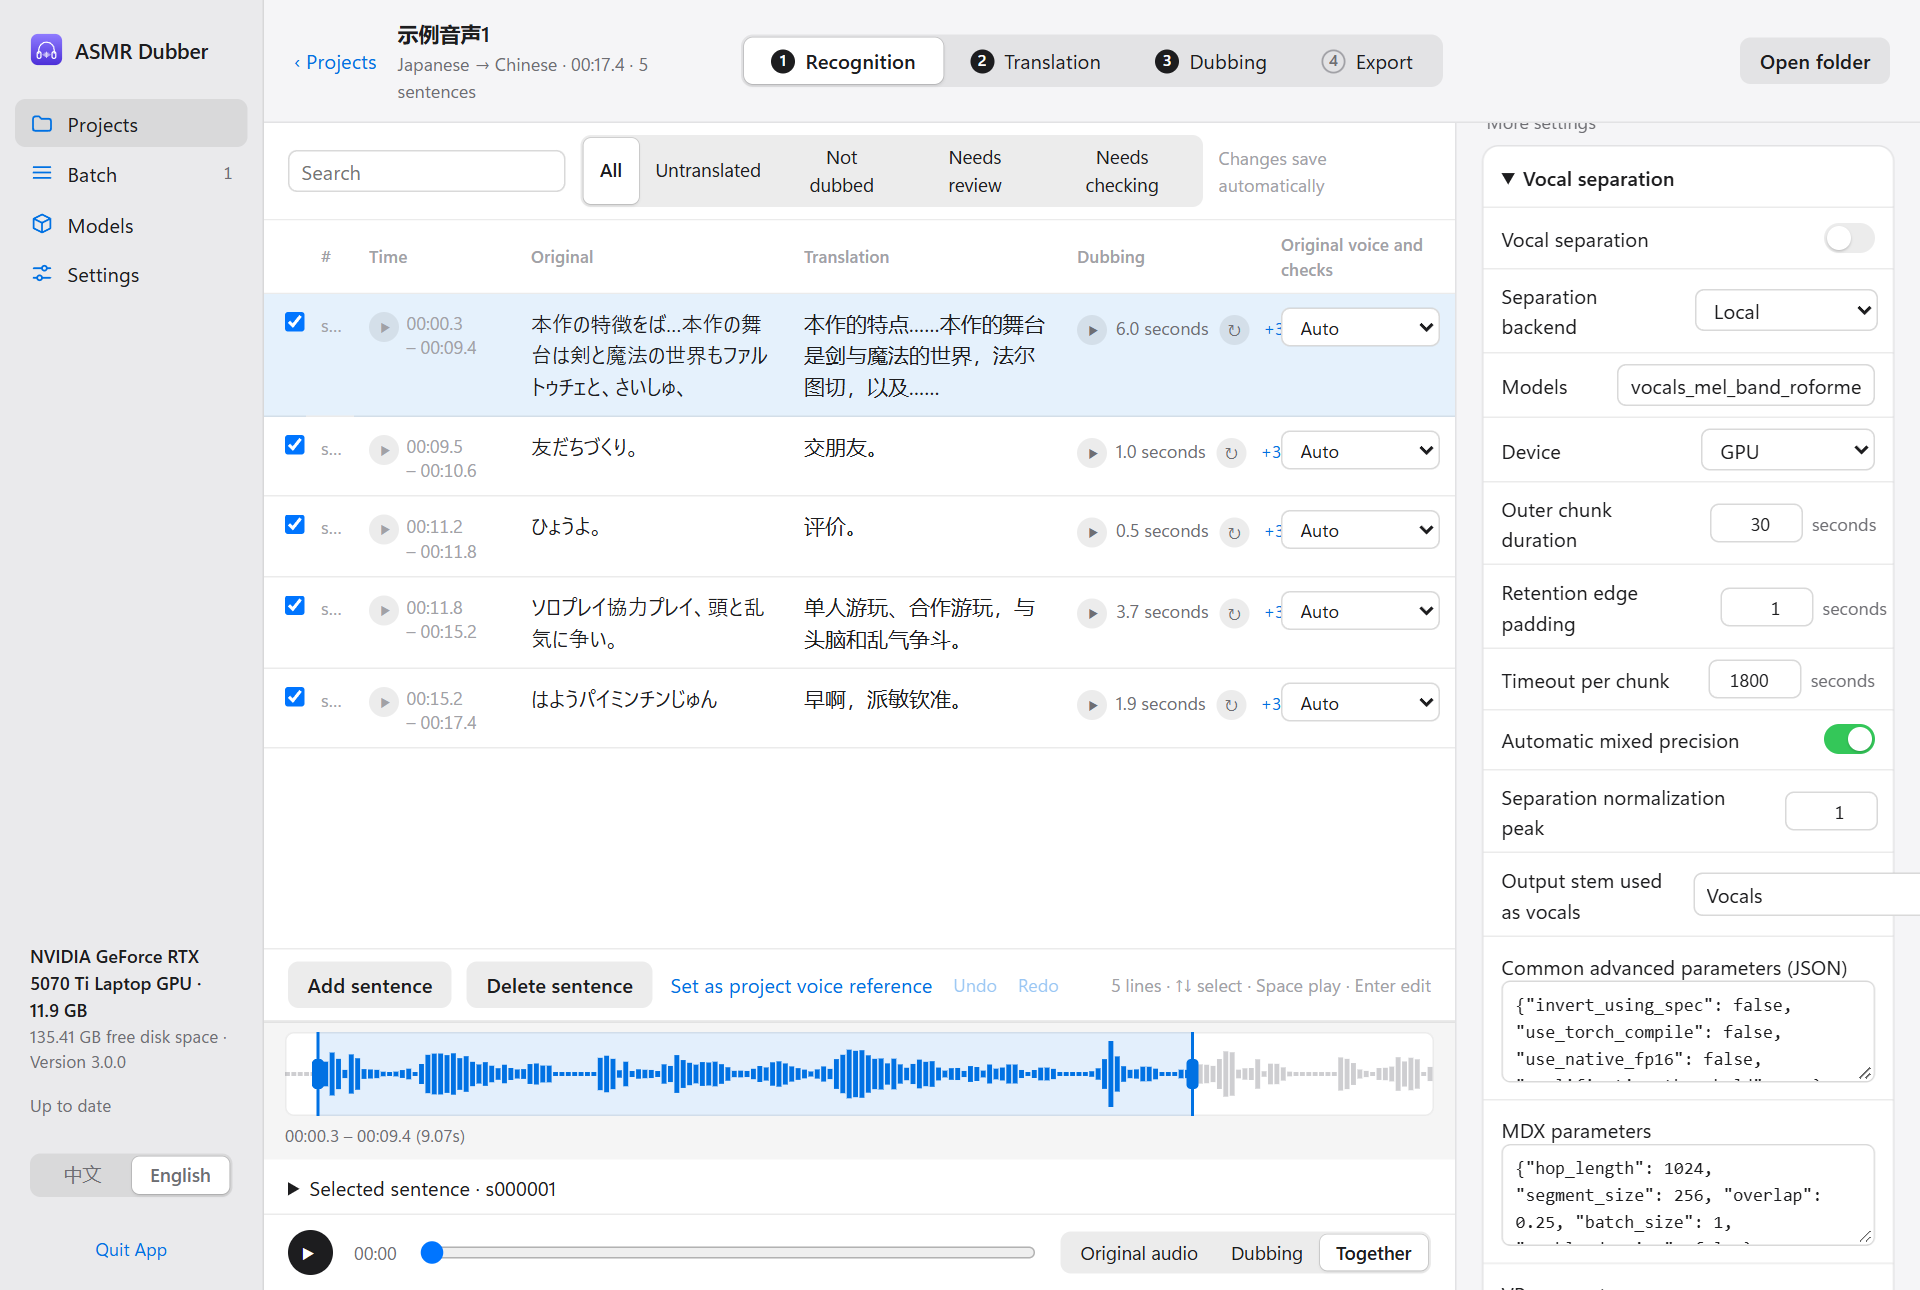 ASMR Dubber
Projects
Batch
1
Models
Settings
NVIDIA GeForce RTX
5070 Ti Laptop GPU ·
11.9 GB
135.41 GB free disk space ·
Version 3.0.0
Up to date
中文
English
Quit App
‹ Projects
示例音声1
Japanese → Chinese · 00:17.4 · 5
sentences
1 Recognition
2 Translation
3 Dubbing
4 Export
Open folder
Search
All
Untranslated
Not
dubbed
Needs
review
Needs
checking
Changes save
automatically
#
Time
Original
Translation
Dubbing
Original voice and
checks
s...
00:00.3
– 00:09.4
本作の特徴をば…本作の舞
台は剣と魔法の世界もファル
トゥチェと、さいしゅ、
本作的特点……本作的舞台
是剑与魔法的世界，法尔
图切，以及……
6.0 seconds
+3
Auto
s...
00:09.5
– 00:10.6
友だちづくり。
交朋友。
1.0 seconds
+3
Auto
s...
00:11.2
– 00:11.8
ひょうよ。
评价。
0.5 seconds
+3
Auto
s...
00:11.8
– 00:15.2
ソロプレイ協力プレイ、頭と乱
気に争い。
单人游玩、合作游玩，与
头脑和乱气争斗。
3.7 seconds
+3
Auto
s...
00:15.2
– 00:17.4
はようパイミンチンじゅん
早啊，派敏钦准。
1.9 seconds
+3
Auto
Add sentence
Delete sentence
Set as project voice reference
Undo
Redo
5 lines · ↑↓ select · Space play · Enter edit
00:00.3 – 00:09.4 (9.07s)
Selected sentence · s000001
00:00
Original audio
Dubbing
Together
More settings
Vocal separation
Vocal separation
Separation
backend
Local
Models
vocals_mel_band_roforme
Device
GPU
Outer chunk
duration
30
seconds
Retention edge
padding
1
seconds
Timeout per chunk
1800
seconds
Automatic mixed precision
Separation normalization
peak
1
Output stem used
as vocals
Vocals
Common advanced parameters (JSON)
{"invert_using_spec": false,
"use_torch_compile": false,
"use_native_fp16": false,
MDX parameters
{"hop_length": 1024,
"segment_size": 256, "overlap":
0.25, "batch_size": 1,